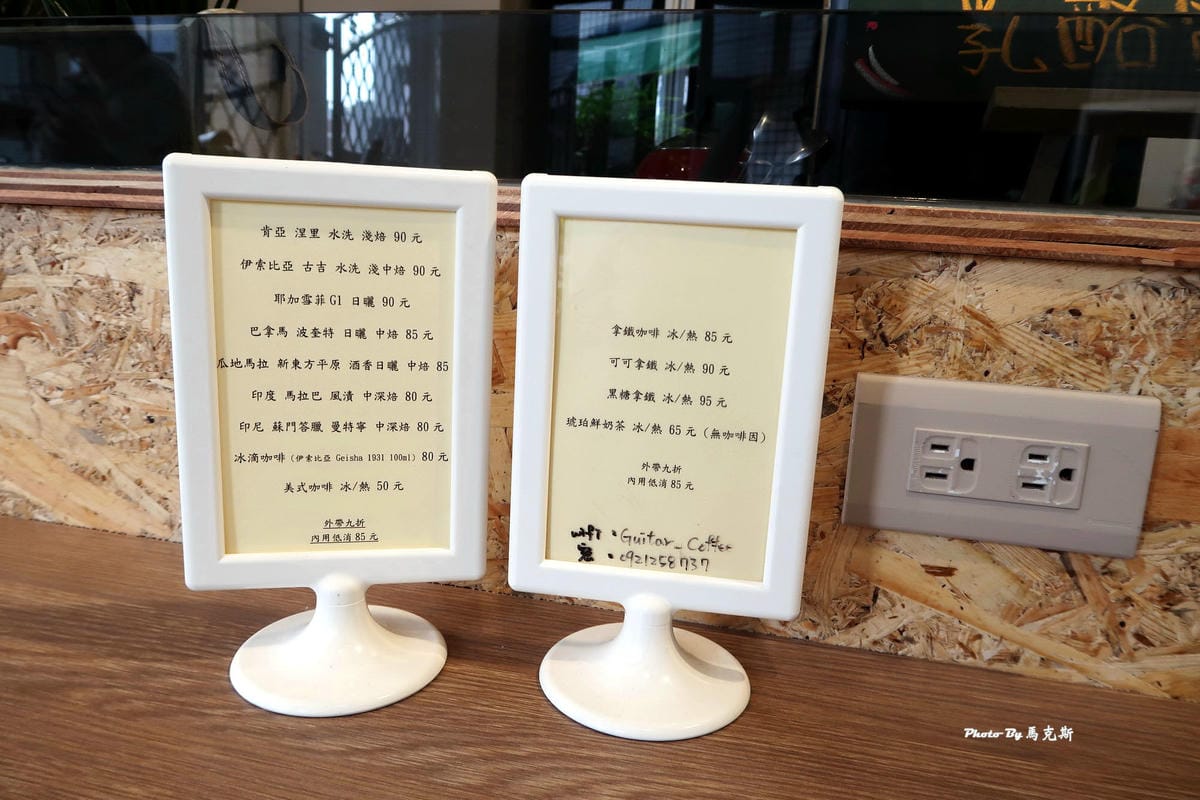 肯亞 涅里 水洗 淺焙 90 元
伊索比亞 古吉 水洗 淺中焙 90 元
耶加雪菲 G1 日曬 90 元
巴拿馬 波奎特 日曬 中焙 85 元
瓜地馬拉 新東方平原 酒香日曬 中焙 85
印度 馬拉巴 風漬 中深焙 80 元
印尼 蘇門答臘 曼特寧 中深焙 80 元
冰滴咖啡 (伊索比亞 Geisha 1931 100ml) 80 元
美式咖啡 冰/熱 50 元
外帶九折
內用低消 85 元
拿鐵咖啡 冰/熱 85 元
可可拿鐵 冰/熱 90 元
黑糖拿鐵 冰/熱 95 元
琥珀鮮奶茶 冰/熱 65 元 (無咖啡因)
外帶九折
內用低消 85 元
wifi : Guitar_Coffee
密 : 0921258737
Photo By 馬克斯